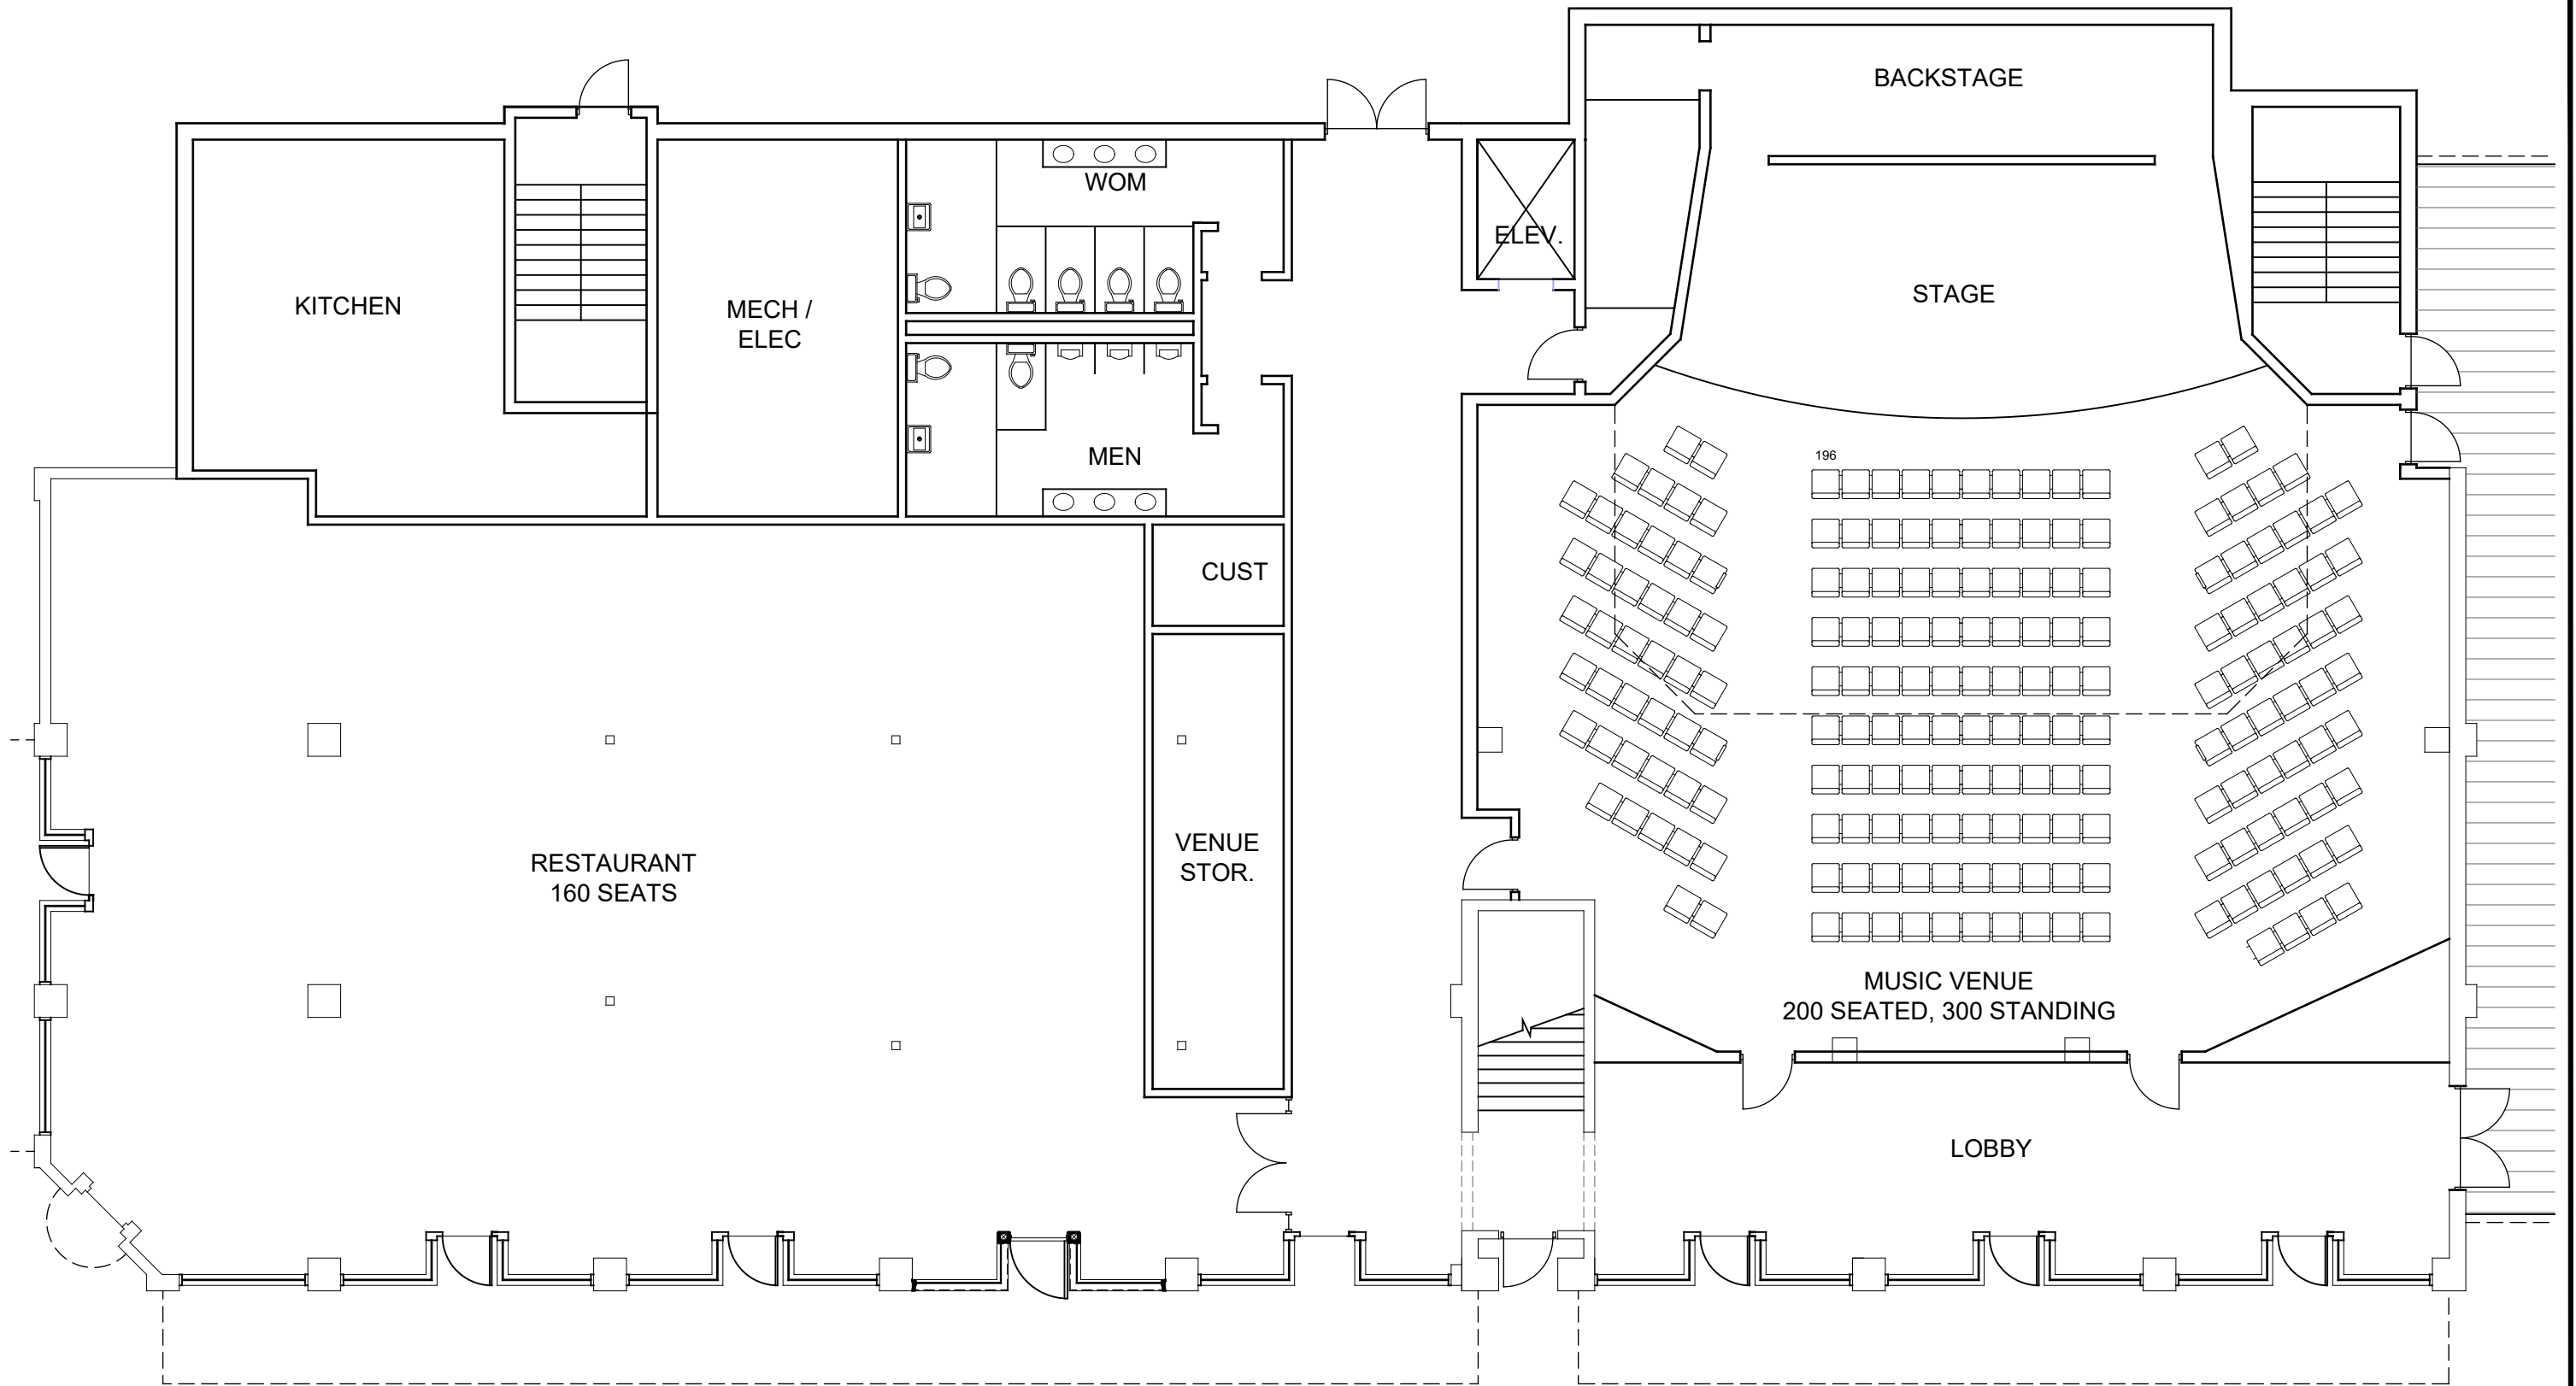 BACKSTAGE
WOM
ELEV.
KITCHEN
MECH /
ELEC
STAGE
MEN
196
CUST
RESTAURANT
160 SEATS
VENUE
STOR.
MUSIC VENUE
200 SEATED, 300 STANDING
LOBBY